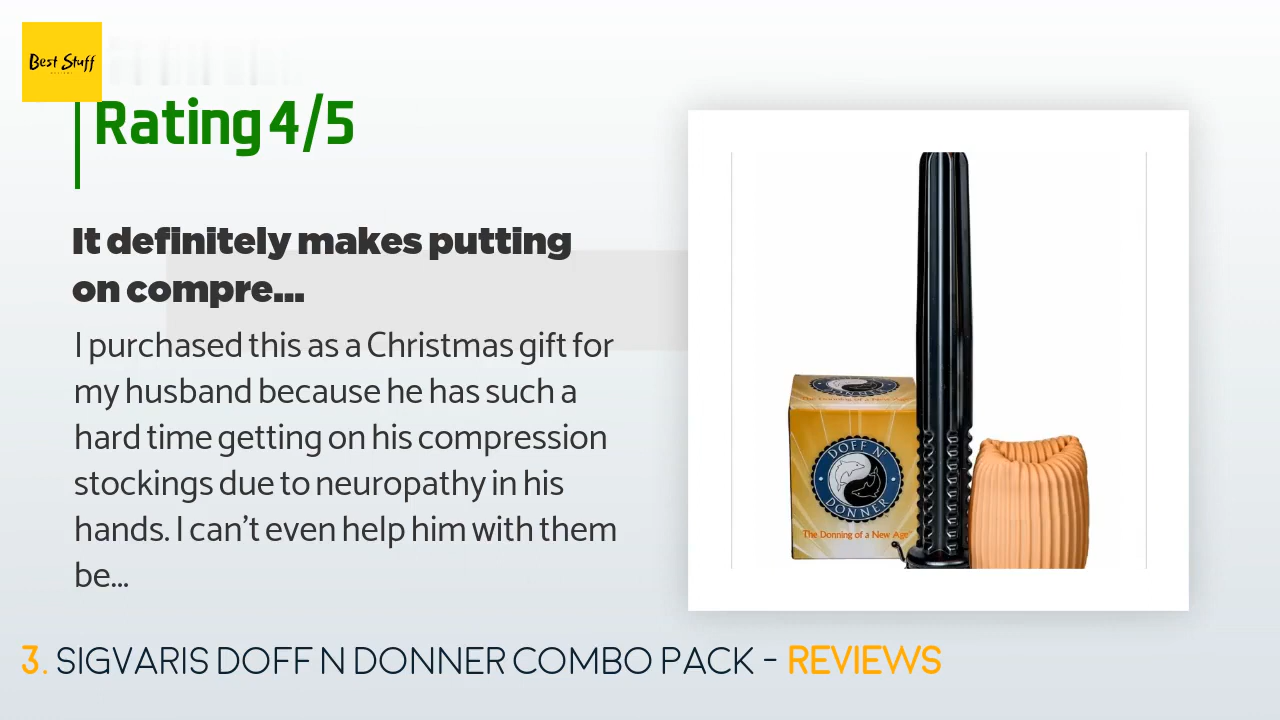 Best Stuff
Rating 4/5
It definitely makes putting
on compre...
I purchased this as a Christmas gift for
my husband because he has such a
hard time getting on his compression
stockings due to neuropathy in his
hands. I can't even help him with them
be...
DOFF N'
DONNER
The Donning of a New Age
3. SIGVARIS DOFF N DONNER COMBO PACK - REVIEWS